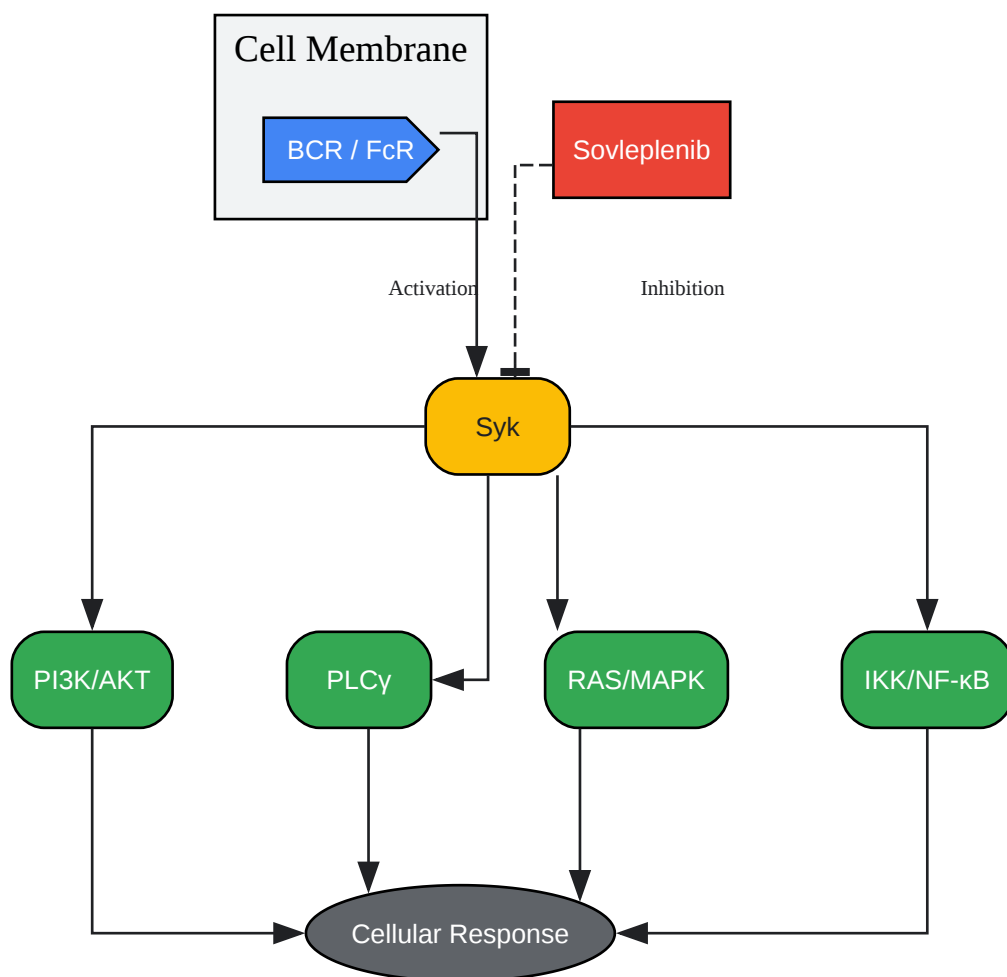 Cell Membrane
BCR / FcR
Sovleplenib
Activation
Inhibition
Syk
PI3K/AKT
PLCγ
RAS/MAPK
IKK/NF-κB
Cellular Response